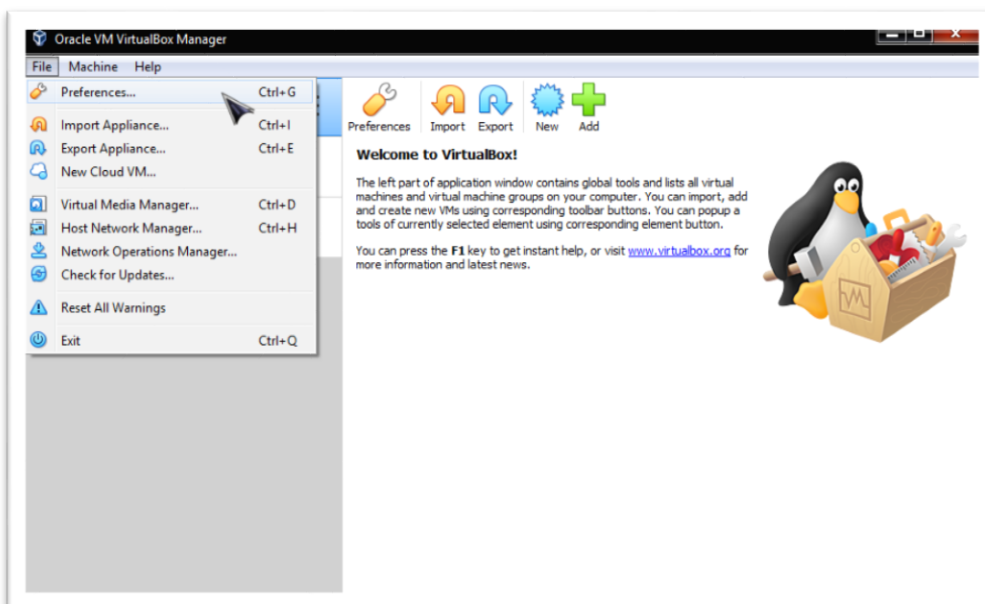 Oracle VM VirtualBox Manager
File Machine Help
Preferences... Ctrl+G
Import Appliance... Ctrl+I
Export Appliance... Ctrl+E
New Cloud VM...
Virtual Media Manager... Ctrl+D
Host Network Manager... Ctrl+H
Network Operations Manager...
Check for Updates...
Reset All Warnings
Exit Ctrl+Q
Preferences Import Export New Add
Welcome to VirtualBox!
The left part of application window contains global tools and lists all virtual
machines and virtual machine groups on your computer. You can import, add
and create new VMs using corresponding toolbar buttons. You can popup a
tools of currently selected element using corresponding element button.
You can press the F1 key to get instant help, or visit www.virtualbox.org for
more information and latest news.